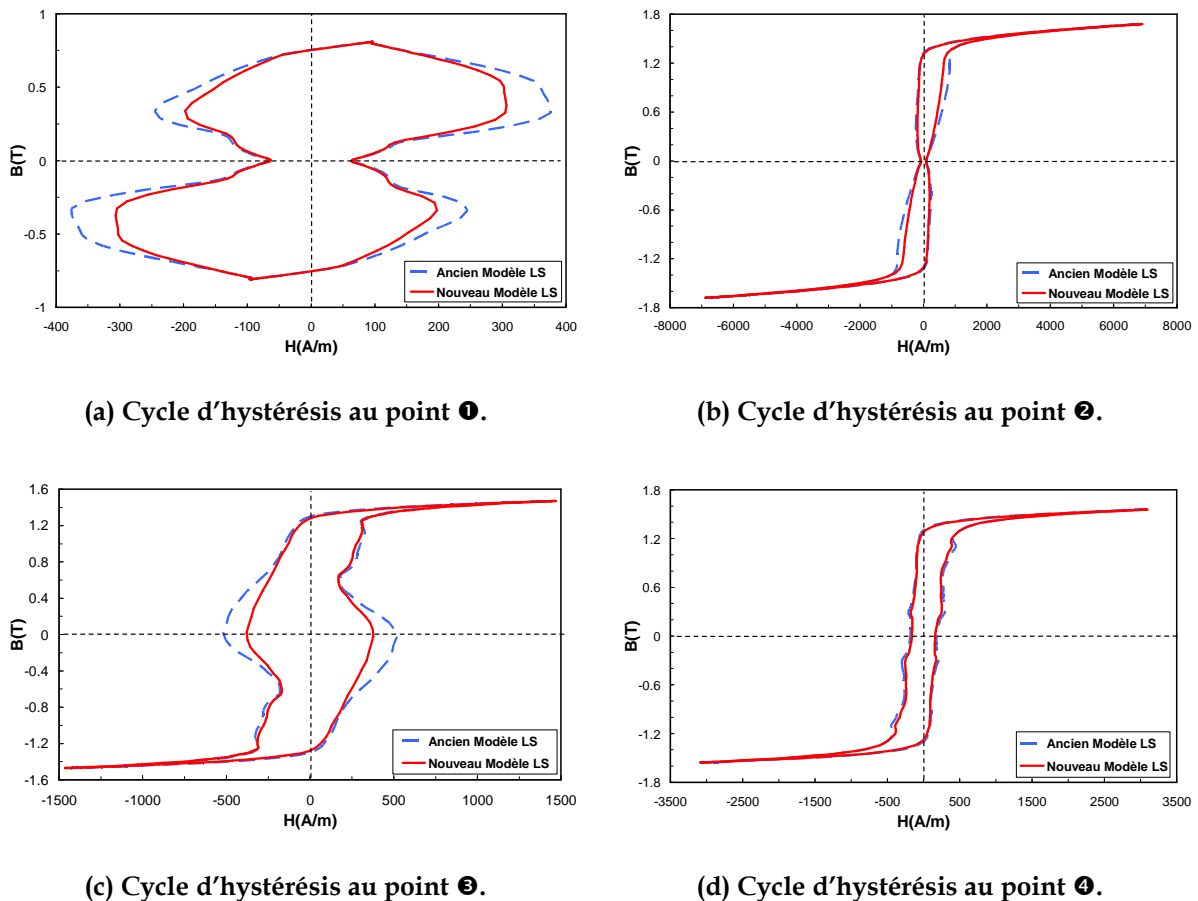 1
0.5
0
-0.5
-1
B(T)
-400 -300 -200 -100 0 100 200 300 400
H(A/m)
Ancien Modèle LS
Nouveau Modèle LS
(a) Cycle d'hystérésis au point ❶.
1.8
1.2
0.6
0
-0.6
-1.2
-1.8
B(T)
-8000 -6000 -4000 -2000 0 2000 4000 6000 8000
H(A/m)
Ancien Modèle LS
Nouveau Modèle LS
(b) Cycle d'hystérésis au point ❷.
1.6
1.2
0.8
0.4
0
-0.4
-0.8
-1.2
-1.6
B(T)
-1500 -1000 -500 0 500 1000 1500
H(A/m)
Ancien Modèle LS
Nouveau Modèle LS
(c) Cycle d'hystérésis au point ❸.
1.8
1.2
0.6
0
-0.6
-1.2
-1.8
B(T)
-3500 -2500 -1500 -500 500 1500 2500 3500
H(A/m)
Ancien Modèle LS
Nouveau Modèle LS
(d) Cycle d'hystérésis au point ❹.